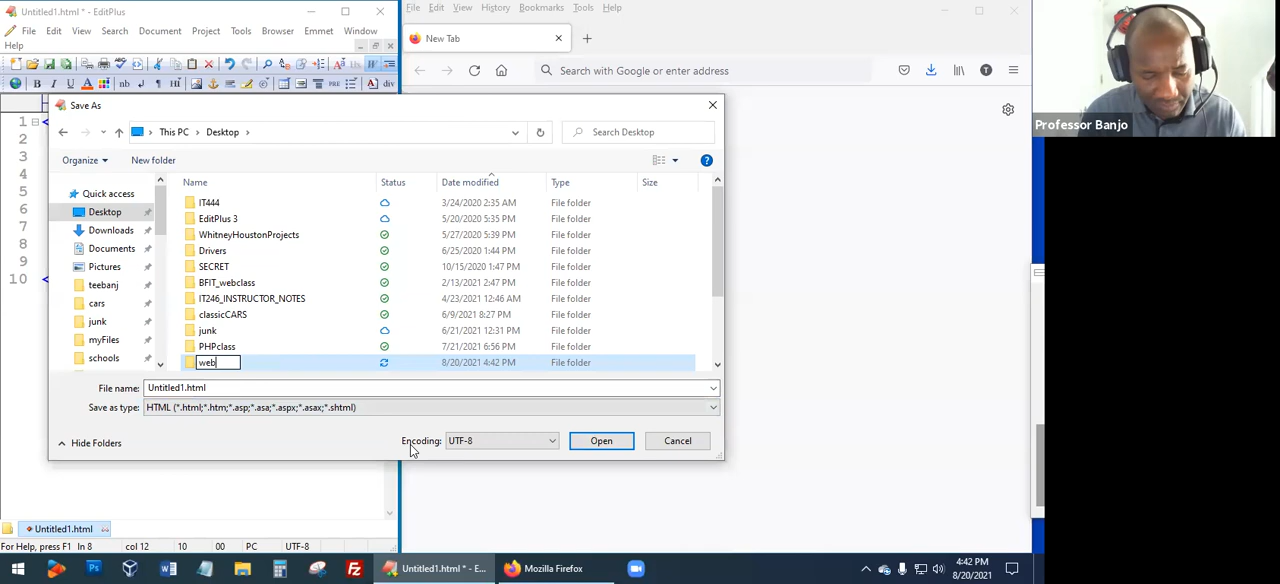 Untitled1.html * - EditPlus
File Edit View Search Document Project Tools Browser Emmet Window
Help
File Edit View History Bookmarks Tools Help
New Tab
Search with Google or enter address
B I U A nb Hi PRE A div
Save As
This PC > Desktop >
Search Desktop
Organize New folder
Name Status Date modified Type Size
Quick access
Desktop
Downloads
Documents
Pictures
teebanj
cars
junk
myFiles
schools
IT444 3/24/2020 2:35 AM File folder
EditPlus 3 5/20/2020 5:35 PM File folder
WhitneyHoustonProjects 5/27/2020 5:39 PM File folder
Drivers 6/25/2020 1:44 PM File folder
SECRET 10/15/2020 1:47 PM File folder
BFIT_webclass 2/13/2021 2:47 PM File folder
IT246_INSTRUCTOR_NOTES 4/23/2021 12:46 AM File folder
classicCARS 6/9/2021 8:27 PM File folder
junk 6/21/2021 12:31 PM File folder
PHPclass 7/21/2021 6:56 PM File folder
web 8/20/2021 4:42 PM File folder
File name: Untitled1.html
Save as type: HTML (*.html;*.htm;*.asp;*.asa;*.aspx;*.asax;*.shtml)
Hide Folders
Encoding: UTF-8 Open Cancel
1
2
3
4
5
6
7
8
9
10
Untitled1.html
For Help, press F1 ln 8 col 12 10 00 PC UTF-8
Untitled1.html * - E...
Mozilla Firefox
4:42 PM
8/20/2021
Professor Banjo
T